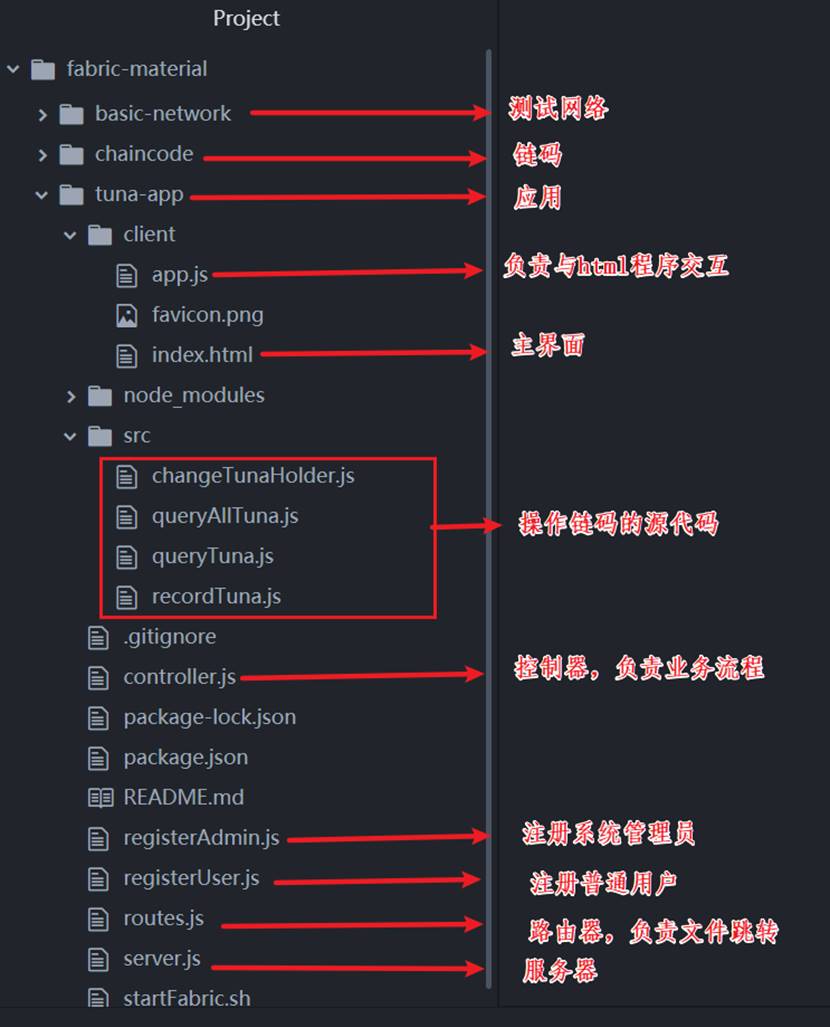 Project
fabric-material
basic-network 测试网络
chaincode 链码
tuna-app 应用
client
app.js 负责与html程序交互
favicon.png
index.html 主界面
node_modules
src
changeTunaHolder.js
queryAllTuna.js 操作链码的源代码
queryTuna.js
recordTuna.js
.gitignore
controller.js 控制器，负责业务流程
package-lock.json
package.json
README.md
registerAdmin.js 注册系统管理员
registerUser.js 注册普通用户
routes.js 路由器，负责文件跳转
server.js 服务器
startFabric.sh